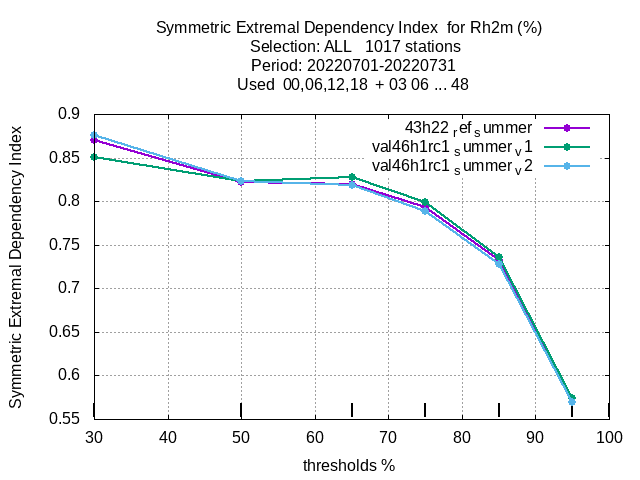 Symmetric Extremal Dependency Index  for Rh2m (%)
Selection: ALL   1017 stations
Period: 20220701-20220731
Used  00,06,12,18  + 03 06 ... 48
43h22 ref summer
val46h1rc1 summer v1
val46h1rc1 summer v2
Symmetric Extremal Dependency Index
0.9
0.85
0.8
0.75
0.7
0.65
0.6
0.55
30 40 50 60 70 80 90 100
thresholds %